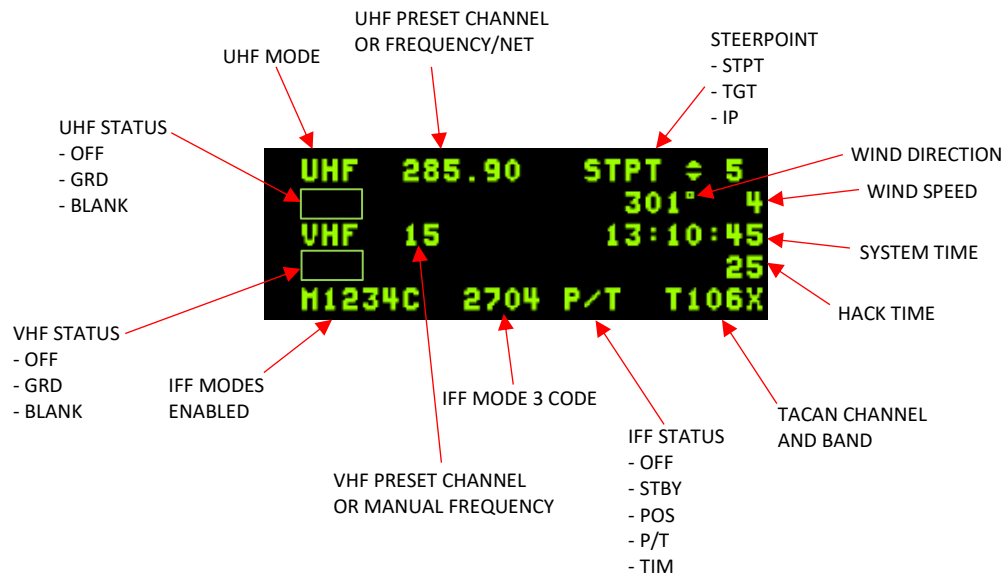 UHF PRESET CHANNEL
OR FREQUENCY/NET
STEERPOINT
- STPT
- TGT
- IP
UHF MODE
UHF STATUS
- OFF
- GRD
- BLANK
WIND DIRECTION
WIND SPEED
SYSTEM TIME
HACK TIME
UHF 285.90 STPT 5
301° 4
VHF 15 13:10:45
25
M1234C 2704 P/T T106X
VHF STATUS
- OFF
- GRD
- BLANK
IFF MODES
ENABLED
IFF MODE 3 CODE
VHF PRESET CHANNEL
OR MANUAL FREQUENCY
IFF STATUS
- OFF
- STBY
- POS
- P/T
- TIM
TACAN CHANNEL
AND BAND